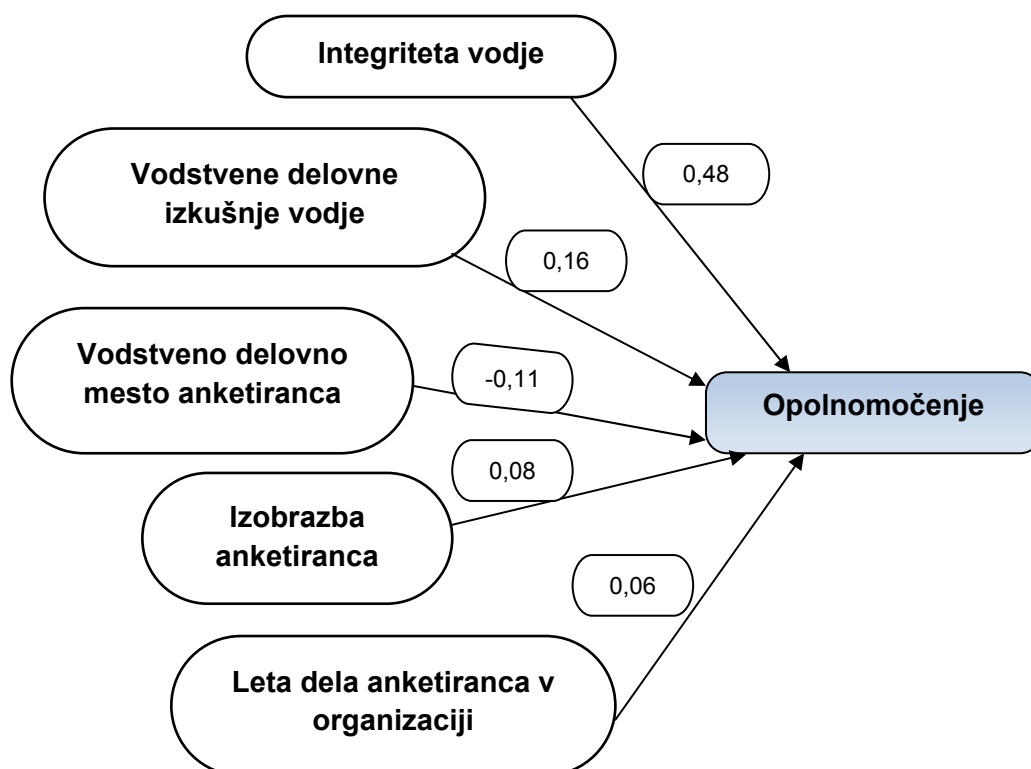 Integriteta vodje
0,48
Vodstvene delovne
izkušnje vodje
0,16
Vodstveno delovno
mesto anketiranca
-0,11
Opolnomočenje
0,08
Izobrazba
anketiranca
0,06
Leta dela anketiranca v
organizaciji